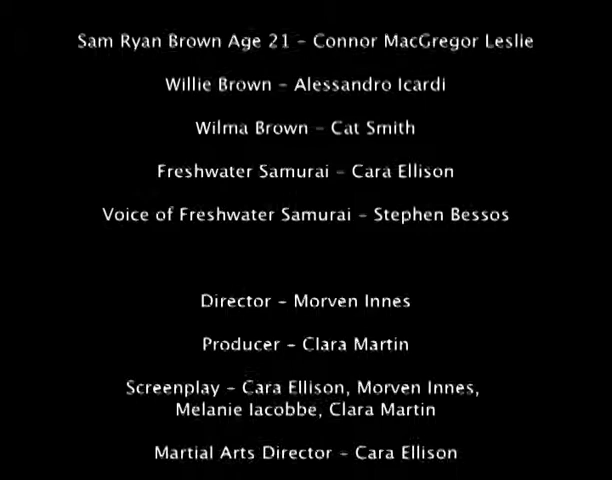 Sam Ryan Brown Age 21 – Connor MacGregor Leslie
Willie Brown – Alessandro Icardi
Wilma Brown – Cat Smith
Freshwater Samurai – Cara Ellison
Voice of Freshwater Samurai – Stephen Bessos
Director – Morven Innes
Producer – Clara Martin
Screenplay – Cara Ellison, Morven Innes,
Melanie Iacobbe, Clara Martin
Martial Arts Director – Cara Ellison